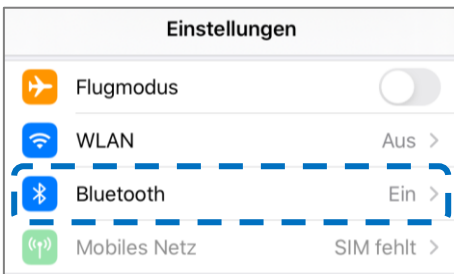 Einstellungen
Flugmodus
WLAN Aus
Bluetooth Ein
Mobiles Netz SIM fehlt